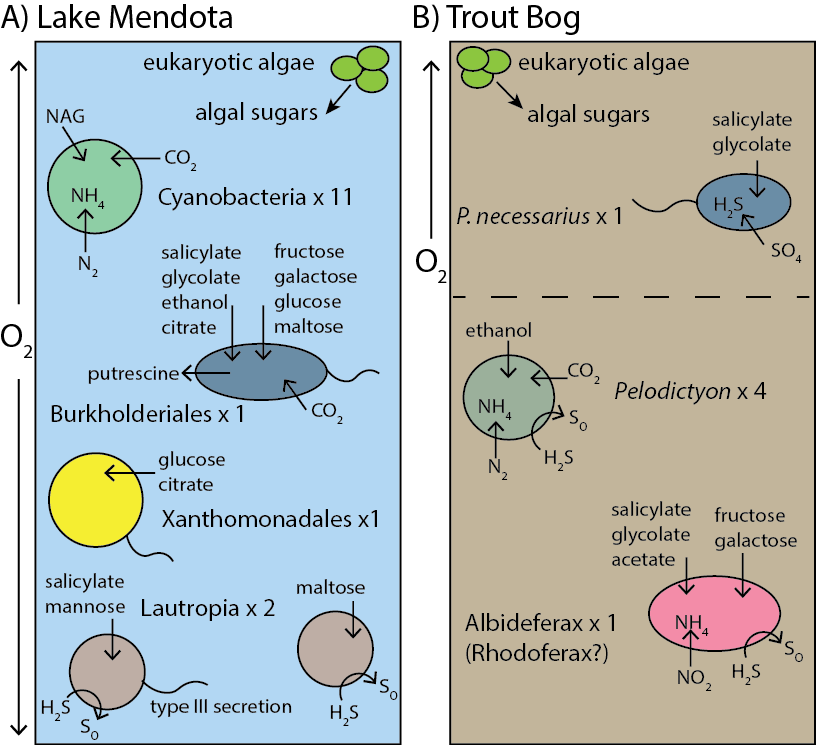 A) Lake Mendota
eukaryotic algae
algal sugars
NAG
CO2
NH4
Cyanobacteria x 11
N2
salicylate
glycolate
ethanol
citrate
fructose
galactose
glucose
maltose
O2
putrescine
CO2
Burkholderiales x 1
glucose
citrate
Xanthomonadales x1
salicylate
mannose
Lautropia x 2
maltose
H2S
S0
type III secretion
H2S
S0
B) Trout Bog
eukaryotic algae
algal sugars
salicylate
glycolate
H2S
P. necessarius x 1
SO4
O2
ethanol
CO2
Pelodictyon x 4
NH4
S0
N2
H2S
salicylate
glycolate
acetate
fructose
galactose
Albideferax x 1
(Rhodoferax?)
NH4
NO2
H2S
S0